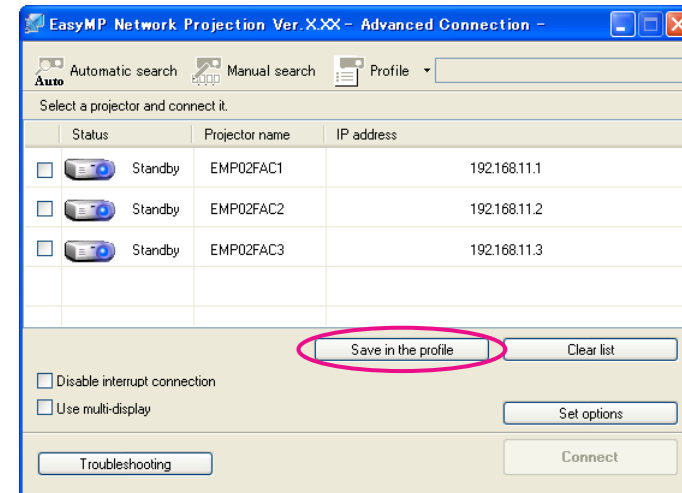 EasyMP Network Projection Ver.X.XX - Advanced Connection -
Auto Automatic search Manual search Profile
Select a projector and connect it.
Status Projector name IP address
Standby EMP02FAC1 192.168.11.1
Standby EMP02FAC2 192.168.11.2
Standby EMP02FAC3 192.168.11.3
Save in the profile Clear list
Disable interrupt connection
Use multi-display Set options
Troubleshooting Connect